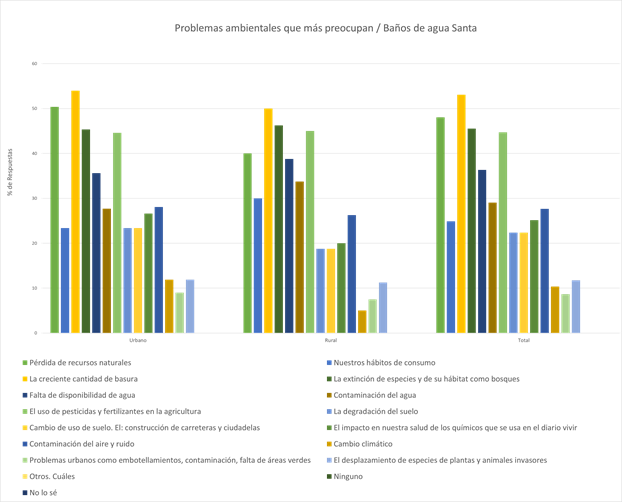 Problemas ambientales que más preocupan / Baños de agua Santa
60
50
40
30
20
10
0
% de Respuestas
Urbano Rural Total
Pérdida de recursos naturales Nuestros hábitos de consumo
La creciente cantidad de basura La extinción de especies y de su hábitat como bosques
Falta de disponibilidad de agua Contaminación del agua
El uso de pesticidas y fertilizantes en la agricultura La degradación del suelo
Cambio de uso de suelo. El: construcción de carreteras y ciudadelas El impacto en nuestra salud de los químicos que se usa en el diario vivir
Contaminación del aire y ruido Cambio climático
Problemas urbanos como embotellamientos, contaminación, falta de áreas verdes El desplazamiento de especies de plantas y animales invasores
Otros. Cuáles Ninguno
No lo sé